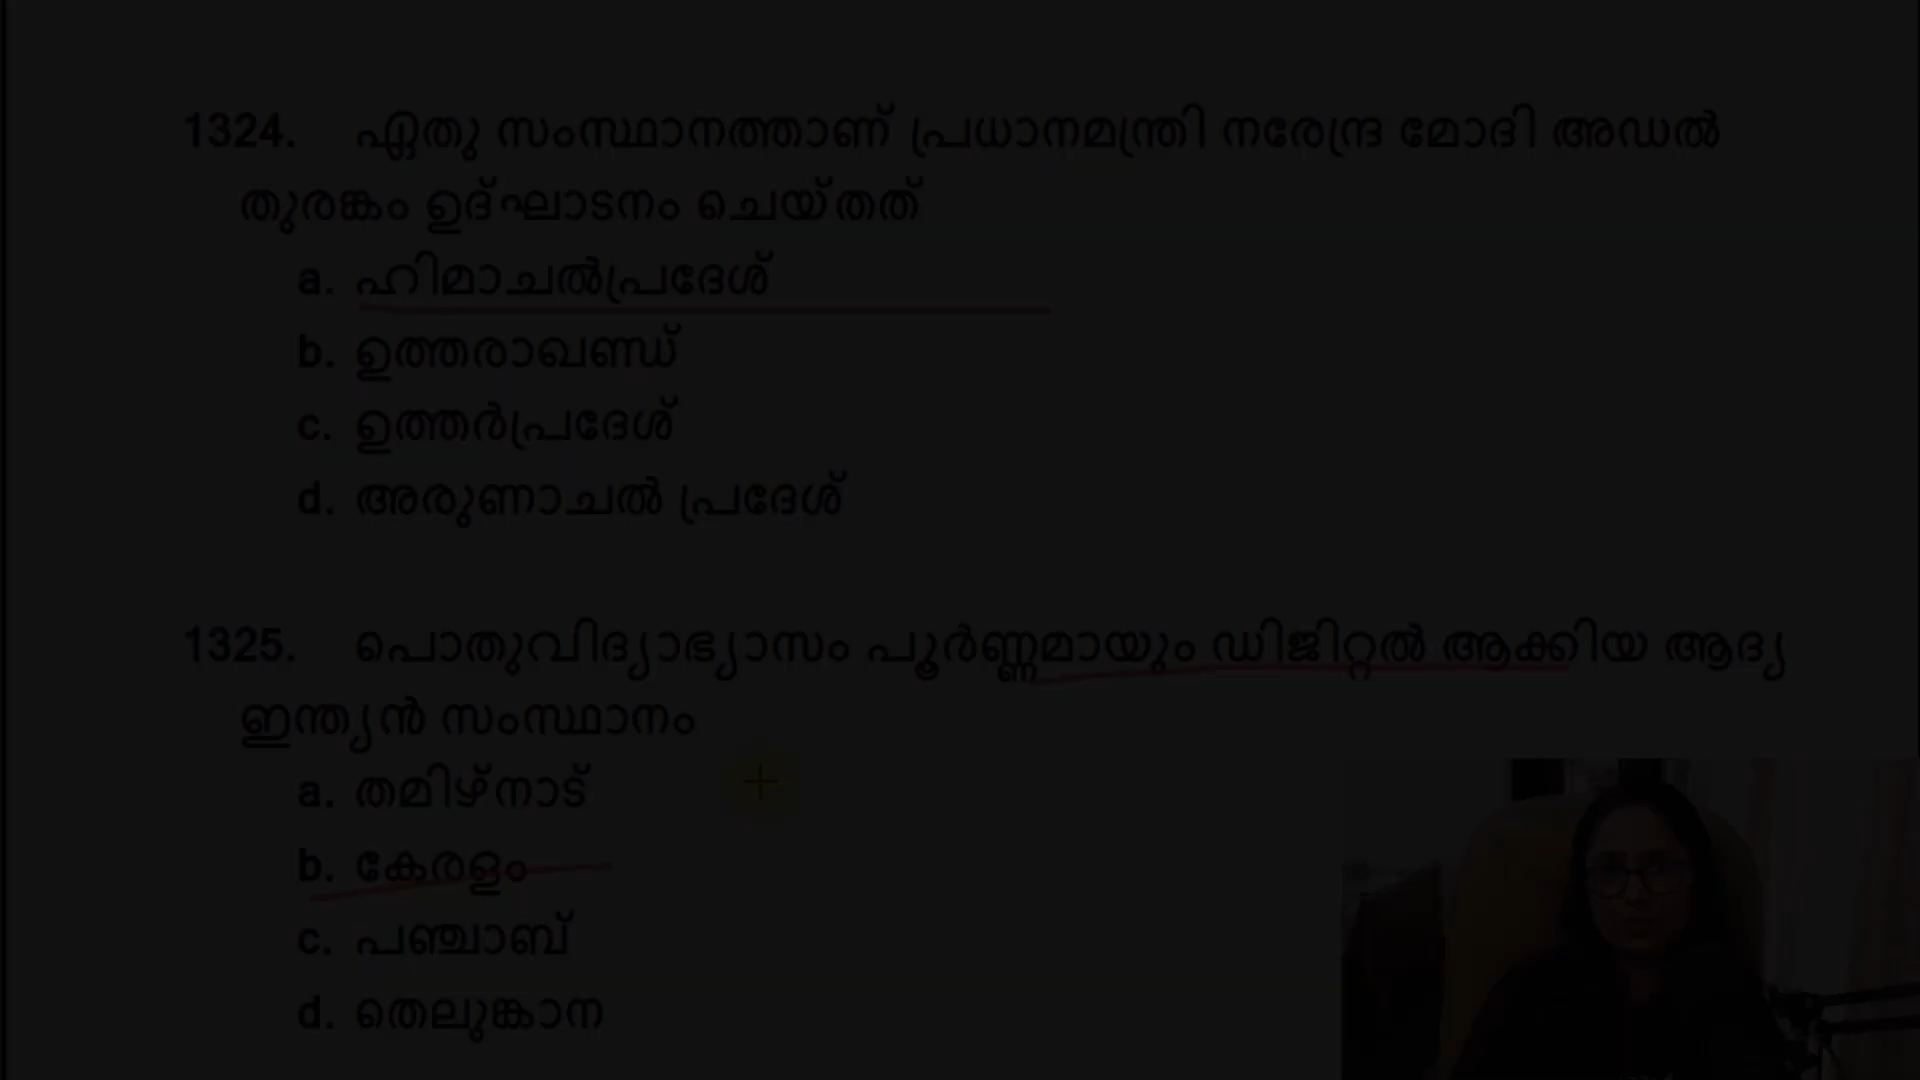 1324. ഏതു സംസ്ഥാനത്താണ് പ്രധാനമന്ത്രി നരേന്ദ്ര മോദി അഡൽ
തുരങ്കം ഉദ്ഘാടനം ചെയ്തത്
a. ഹിമാചൽപ്രദേശ്
b. ഉത്തരാഖണ്ഡ്
c. ഉത്തർപ്രദേശ്
d. അരുണാചൽ പ്രദേശ്
1325. പൊതുവിദ്യാഭ്യാസം പൂർണ്ണമായും ഡിജിറ്റൽ ആക്കിയ ആദ്യ
ഇന്ത്യൻ സംസ്ഥാനം
a. തമിഴ്നാട്
b. കേരളം
c. പഞ്ചാബ്
d. തെലുങ്കാന